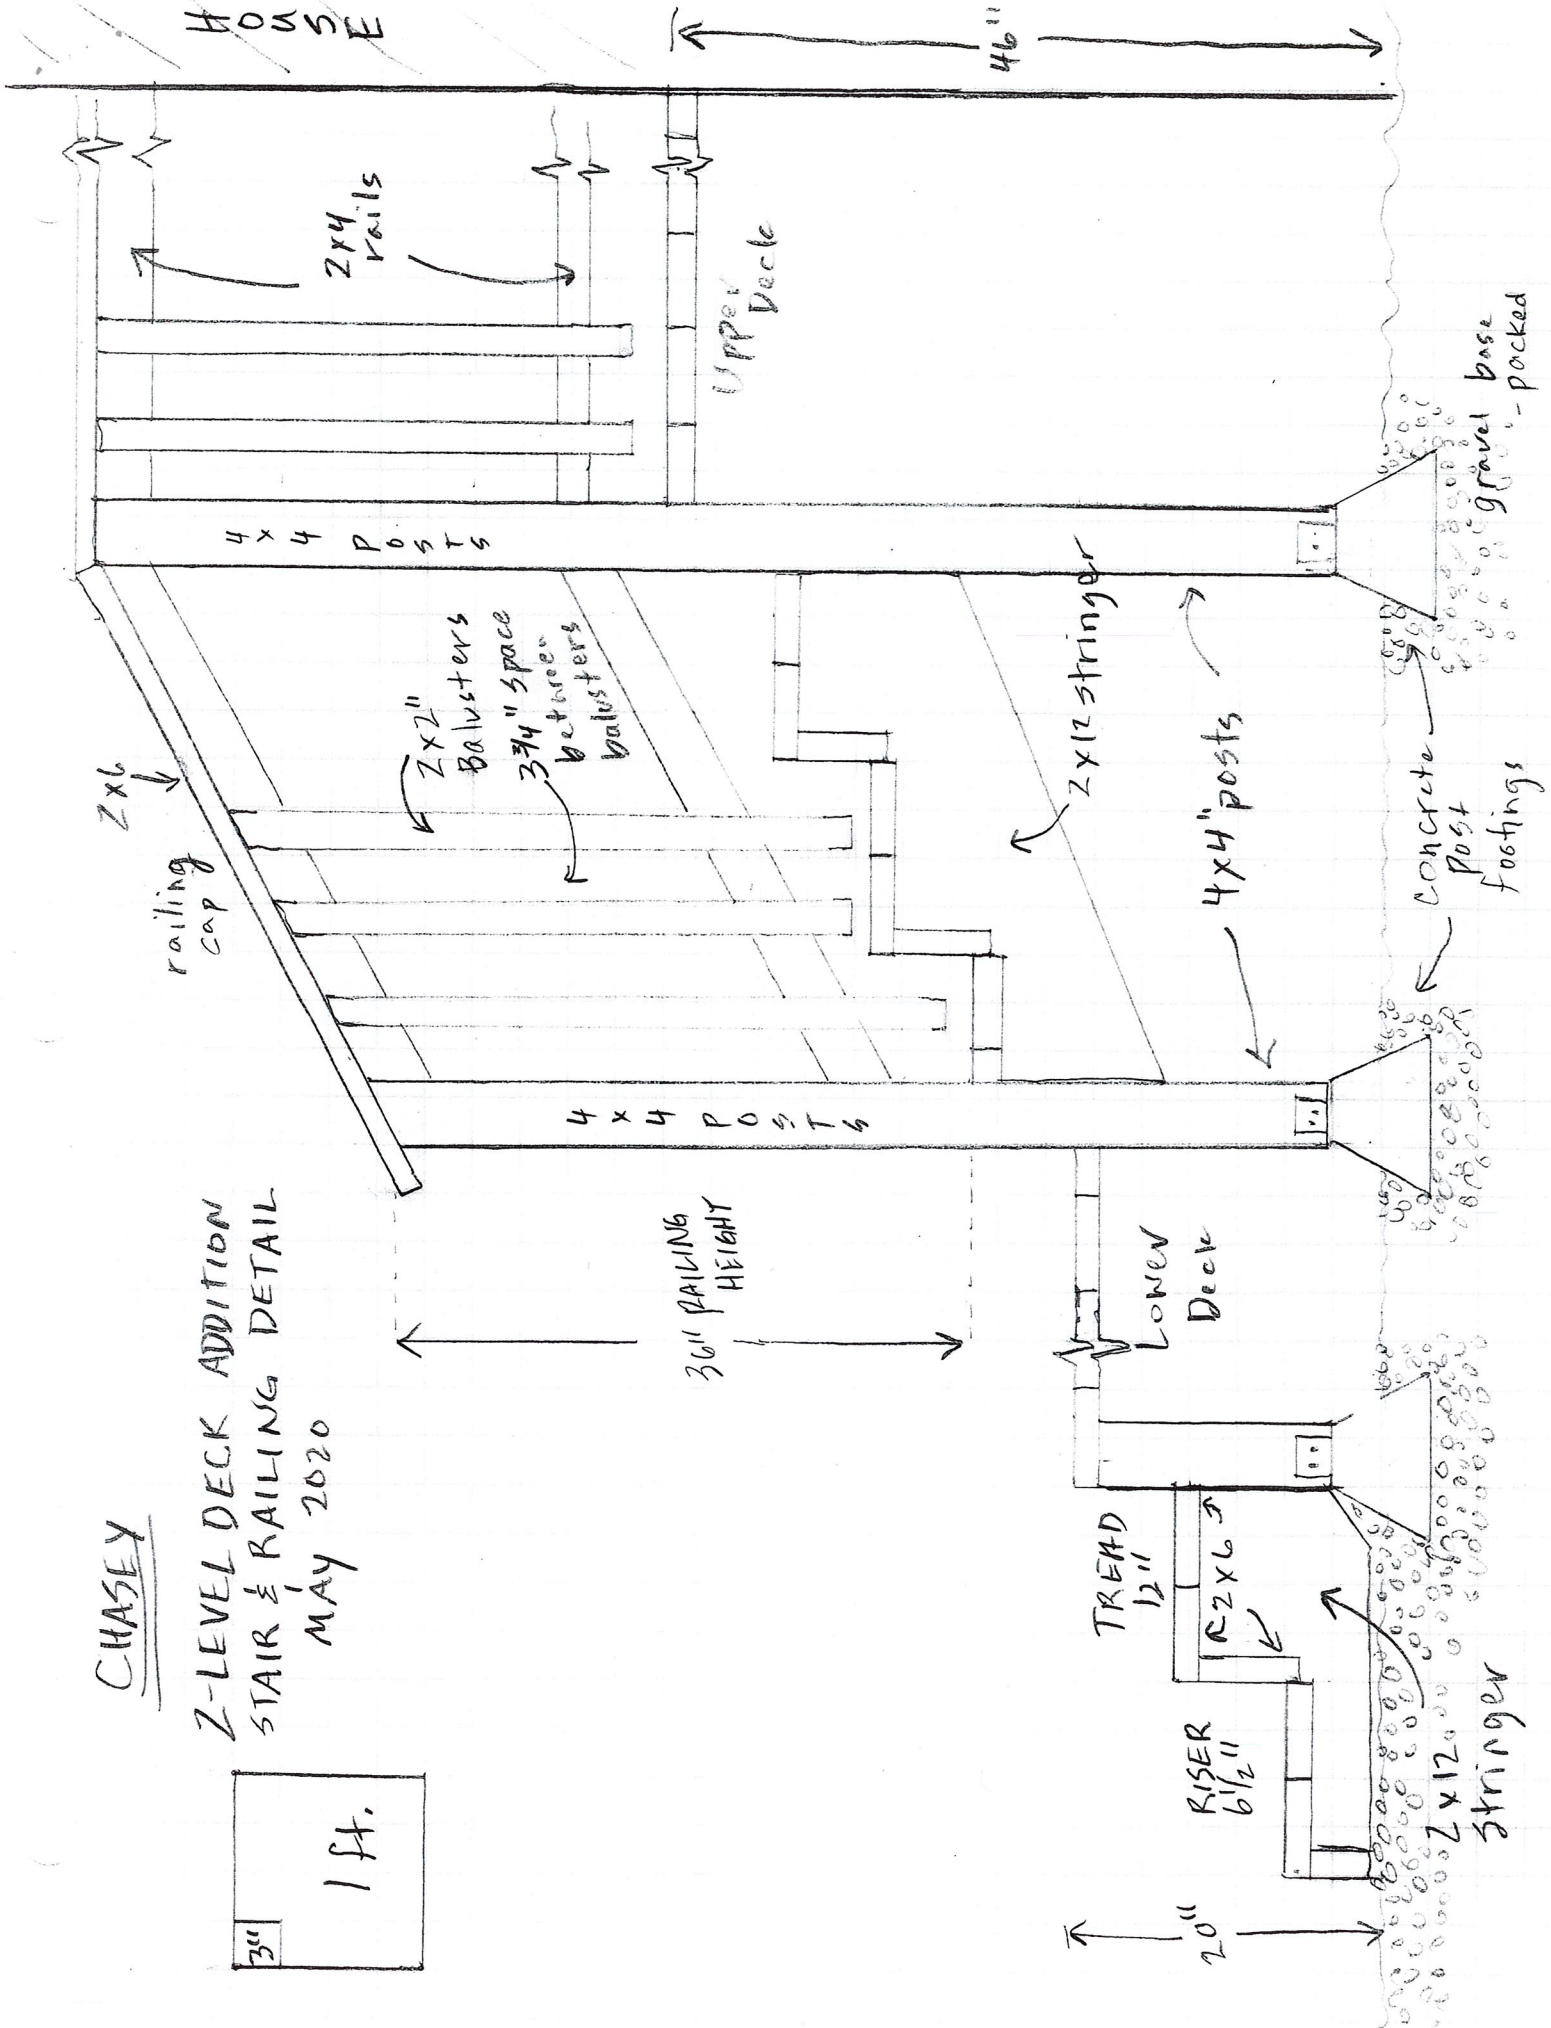 CHASEY
2-LEVEL DECK ADDITION
STAIR & RAILING DETAIL
MAY 2020
3"
1 ft.
HOUSE
railing
cap
2x6
4x4 POSTS
2x4
rails
2x2"
Balusters
3 3/4" space
between
balusters
36" RAILING
HEIGHT
4x4 POSTS
Upper
Deck
46"
2x12 stringer
Lower
Deck
4x4" posts
TREAD
12"
2x6
RISER
6 1/2"
20"
2x12
stringer
concrete
post
footings
gravel base
- packed